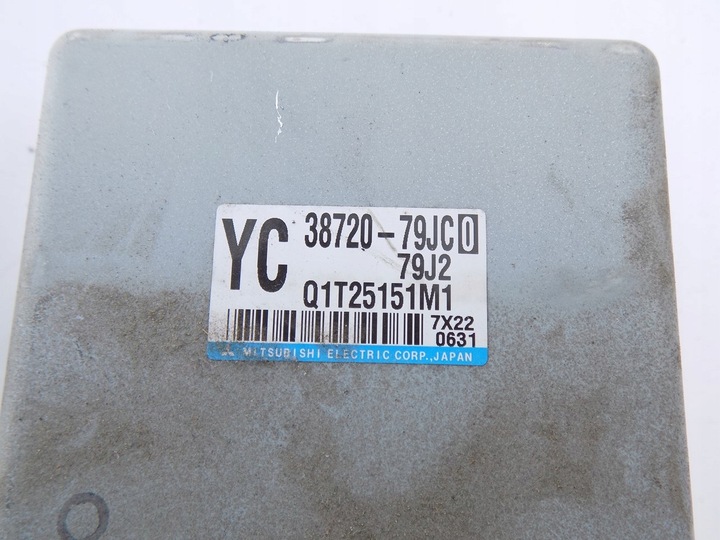 YC 38720-79JC0
79J2
Q1T25151M1
7X22
0631
MITSUBISHI ELECTRIC CORP.,JAPAN